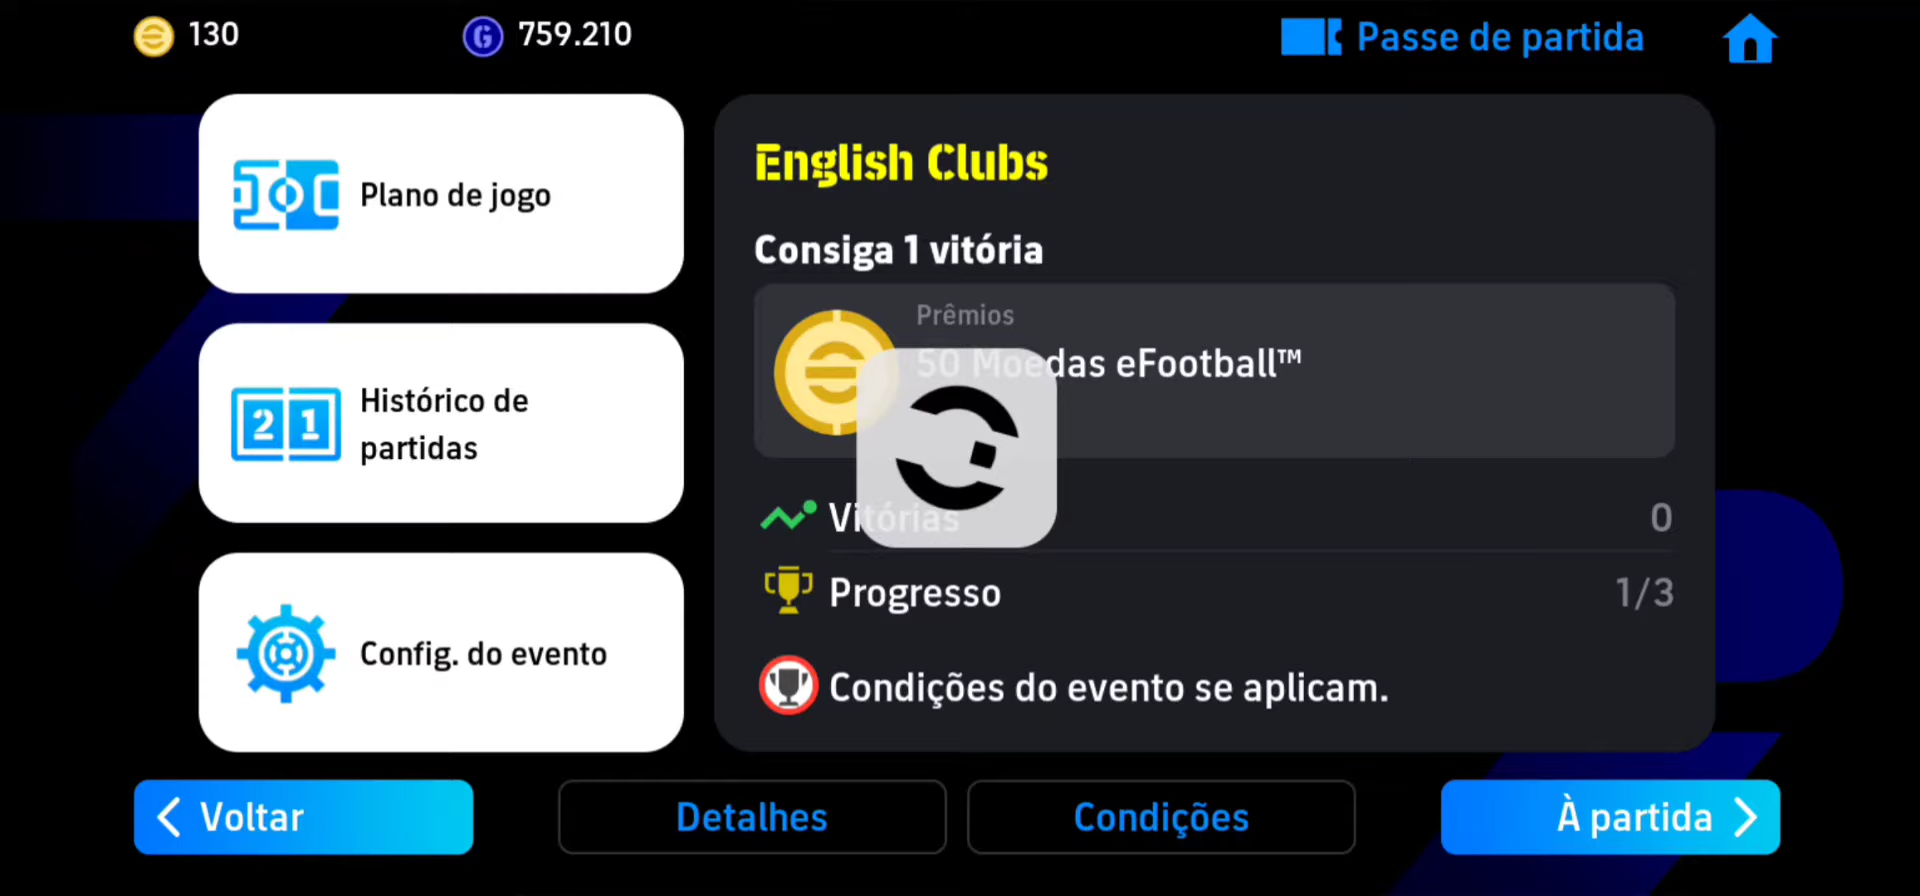 130
759.210
Passe de partida
Plano de jogo
Histórico de
partidas
Config. do evento
English Clubs
Consiga 1 vitória
Prêmios
50 Moedas eFootball™
Vitórias
0
Progresso
1/3
Condições do evento se aplicam.
Voltar
Detalhes
Condições
À partida